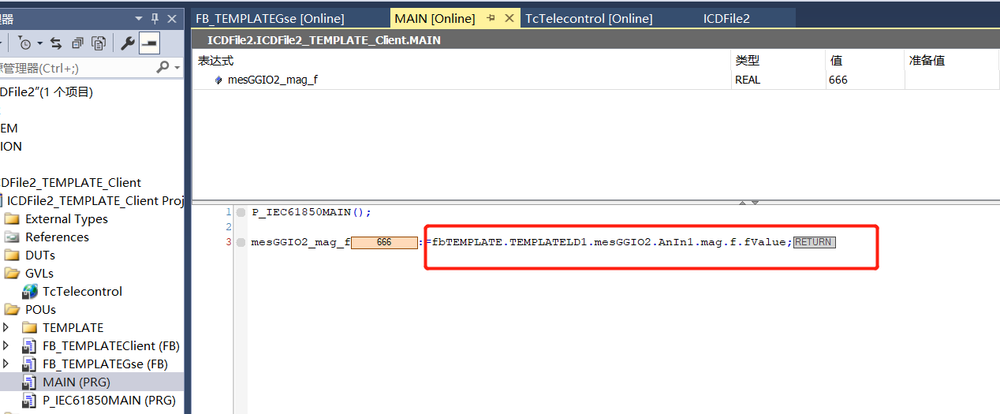 理器
FB_TEMPLATEGse [Online]
MAIN [Online]
TcTelecontrol [Online]
ICDFile2
ICDFile2.ICDFile2_TEMPLATE_Client.MAIN
表达式
类型
值
准备值
mesGGIO2_mag_f
REAL
666
源管理器(Ctrl+;)
DFile2"(1 个项目)
EM
ION
DFile2_TEMPLATE_Client
ICDFile2_TEMPLATE_Client Proj
External Types
References
DUTs
GVLs
TcTelecontrol
POUs
TEMPLATE
FB_TEMPLATEClient (FB)
FB_TEMPLATEGse (FB)
MAIN (PRG)
P_IEC61850MAIN (PRG)
1 P_IEC61850MAIN();
2
3 mesGGIO2_mag_f 666 :=fbTEMPLATE.TEMPLATELD1.mesGGIO2.AnIn1.mag.f.fValue; RETURN